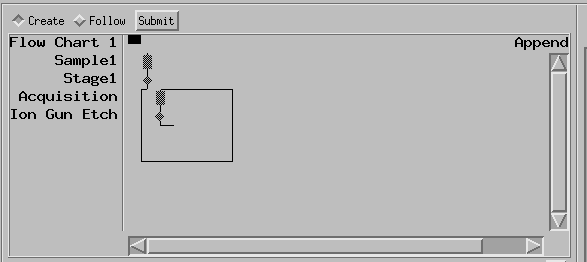 Create Follow Submit
Flow Chart 1 Append
Sample1
Stage1
Acquisition
Ion Gun Etch